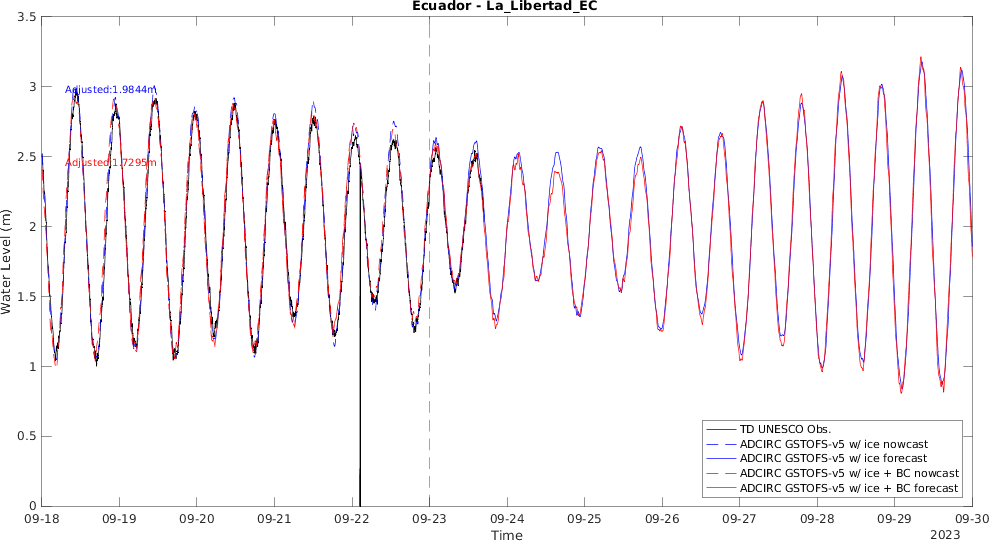 Ecuador - La_Libertad_EC
3.5
3
2.5
2
1.5
1
0.5
0
Water Level (m)
Adjusted:1.9844m
Adjusted:1.7295m
TD UNESCO Obs.
ADCIRC GSTOFS-v5 w/ ice nowcast
ADCIRC GSTOFS-v5 w/ ice forecast
ADCIRC GSTOFS-v5 w/ ice + BC nowcast
ADCIRC GSTOFS-v5 w/ ice + BC forecast
09-18 09-19 09-20 09-21 09-22 09-23 09-24 09-25 09-26 09-27 09-28 09-29 09-30
Time
2023